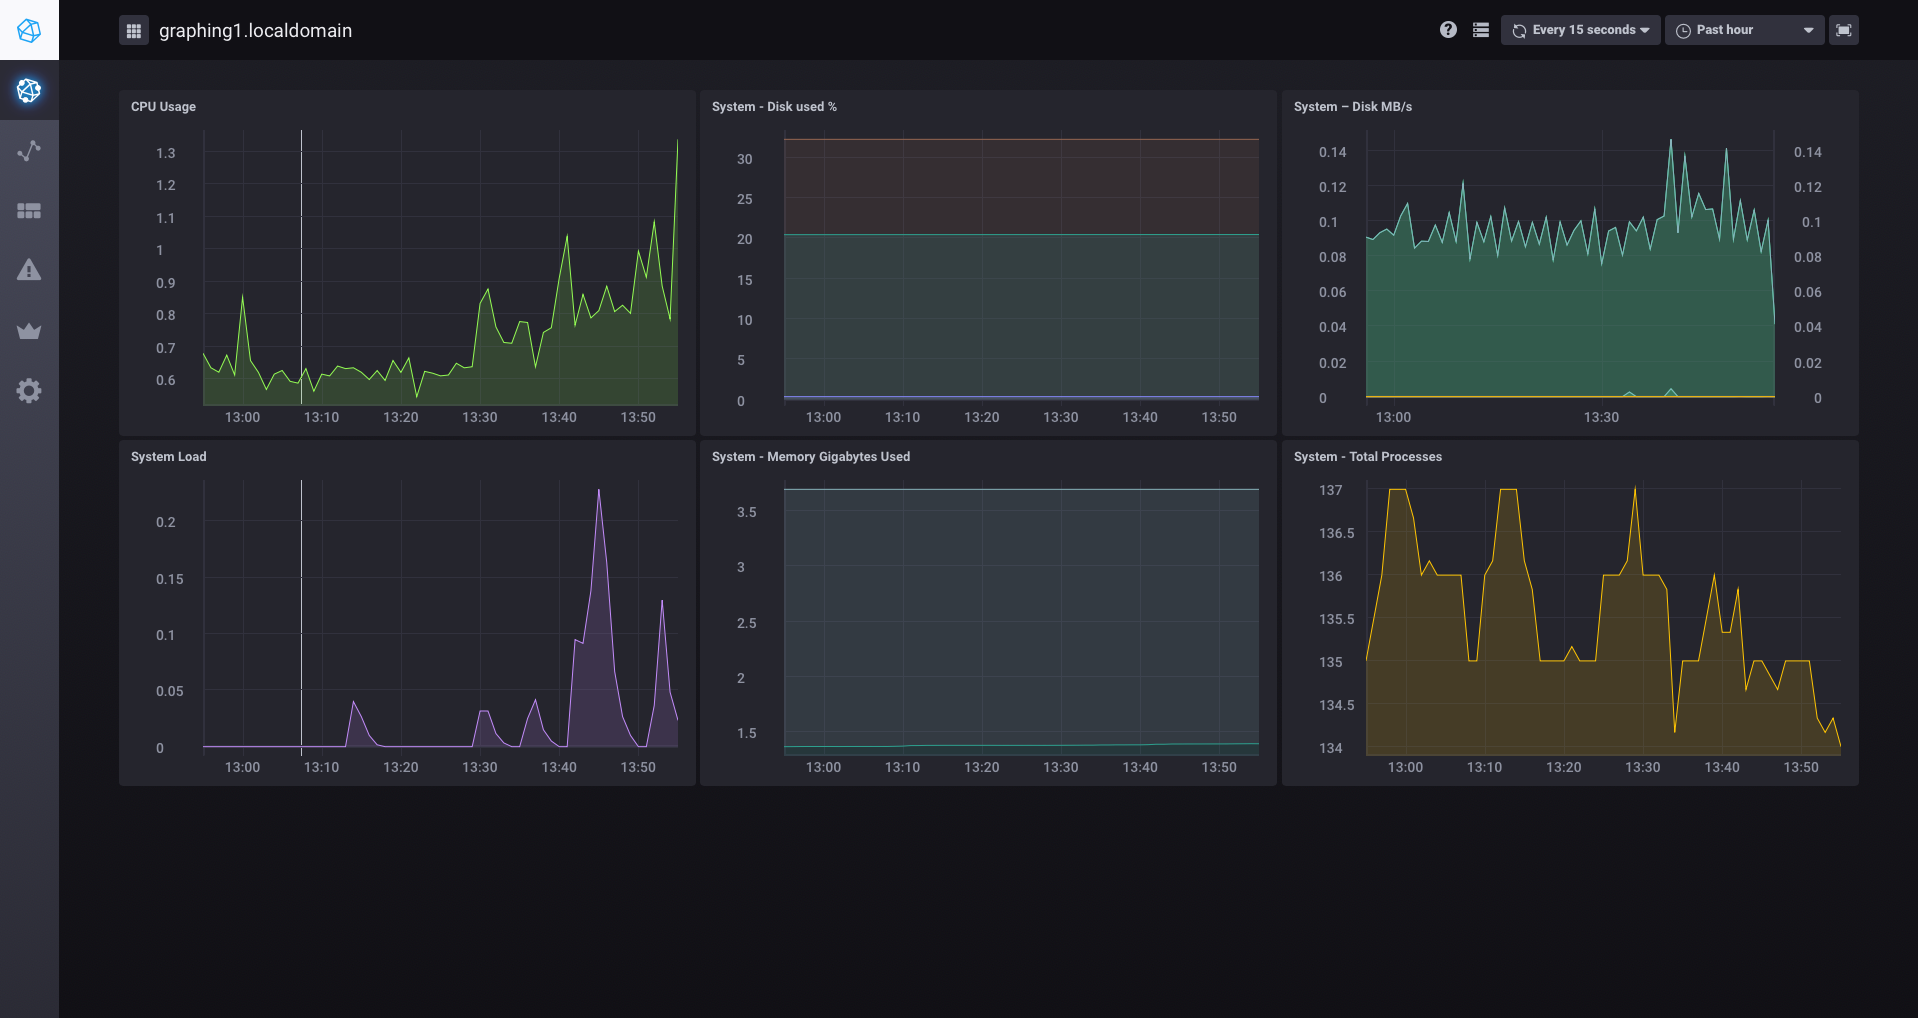 graphing1.localdomain
Every 15 seconds
Past hour
CPU Usage
1.3
1.2
1.1
1
0.9
0.8
0.7
0.6
13:00 13:10 13:20 13:30 13:40 13:50
System - Disk used %
30
25
20
15
10
5
0
13:00 13:10 13:20 13:30 13:40 13:50
System – Disk MB/s
0.14 0.14
0.12 0.12
0.1 0.1
0.08 0.08
0.06 0.06
0.04 0.04
0.02 0.02
0 0
13:00 13:30
System Load
0.2
0.15
0.1
0.05
0
13:00 13:10 13:20 13:30 13:40 13:50
System - Memory Gigabytes Used
3.5
3
2.5
2
1.5
13:00 13:10 13:20 13:30 13:40 13:50
System - Total Processes
137
136.5
136
135.5
135
134.5
134
13:00 13:10 13:20 13:30 13:40 13:50